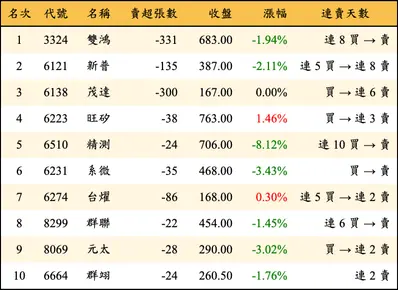 名次 代號 名稱 賣超張數 收盤 漲幅 連賣天數
1 3324 雙鴻 -331 683.00 -1.94% 連 8 買 → 賣
2 6121 新普 -135 387.00 -2.11% 連 5 買 → 連 8 賣
3 6138 茂達 -300 167.00 0.00% 買 → 連 6 賣
4 6223 旺矽 -38 763.00 1.46% 買 → 連 3 賣
5 6510 精測 -24 706.00 -8.12% 連 10 買 → 賣
6 6231 系微 -35 468.00 -3.43% 買 → 賣
7 6274 台燿 -86 168.00 0.30% 連 5 買 → 連 2 賣
8 8299 群聯 -22 454.00 -1.45% 連 6 買 → 賣
9 8069 元太 -28 290.00 -3.02% 買 → 連 2 賣
10 6664 群翊 -24 260.50 -1.76% 連 2 賣